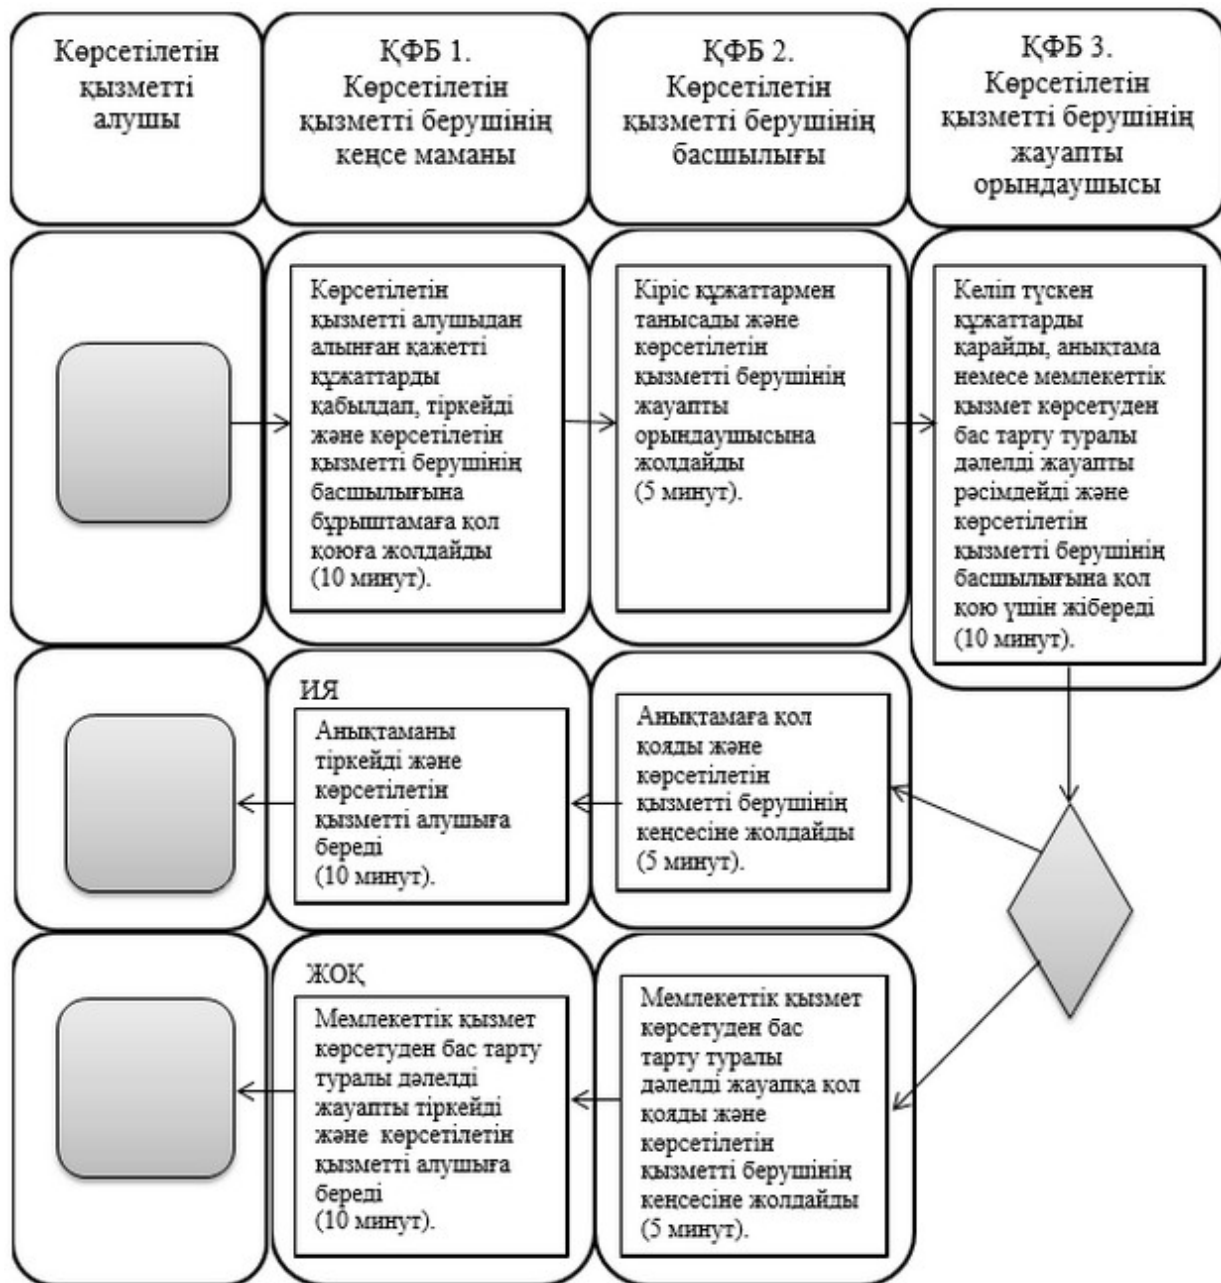 Көрсетілетін
қызметті
алушы
ҚФБ 1.
Көрсетілетін
қызметті берушінің
кеңсе маманы
ҚФБ 2.
Көрсетілетін
қызметті берушінің
басшылығы
ҚФБ 3.
Көрсетілетін
қызметті берушінің
жауапты
орындаушысы
Көрсетілетін
қызметті алушыдан
алынған қажетті
құжаттарды
қабылдап, тіркейді
және көрсетілетін
қызметті берушінің
басшылығына
бұрыштамаға қол
қоюға жолдайды
(10 минут).
Кіріс құжаттармен
танысады және
көрсетілетін
қызметті берушінің
жауапты
орындаушысына
жолдайды
(5 минут).
Келіп түскен
құжаттарды
қарайды, анықтама
немесе мемлекеттік
қызмет көрсетуден
бас тарту туралы
дәлелді жауапты
рәсімдейді және
көрсетілетін
қызметті берушінің
басшылығына қол
қою үшін жібереді
(10 минут).
ИЯ
Анықтаманы
тіркейді және
көрсетілетін
қызметті алушыға
береді
(10 минут).
Анықтамаға қол
қояды және
көрсетілетін
қызметті берушінің
кеңсесіне жолдайды
(5 минут).
ЖОҚ
Мемлекеттік қызмет
көрсетуден бас тарту
туралы дәлелді
жауапты тіркейді
және көрсетілетін
қызметті алушыға
береді
(10 минут).
Мемлекеттік қызмет
көрсетуден бас
тарту туралы
дәлелді жауапқа қол
қояды және
көрсетілетін
қызметті берушінің
кеңсесіне жолдайды
(5 минут).